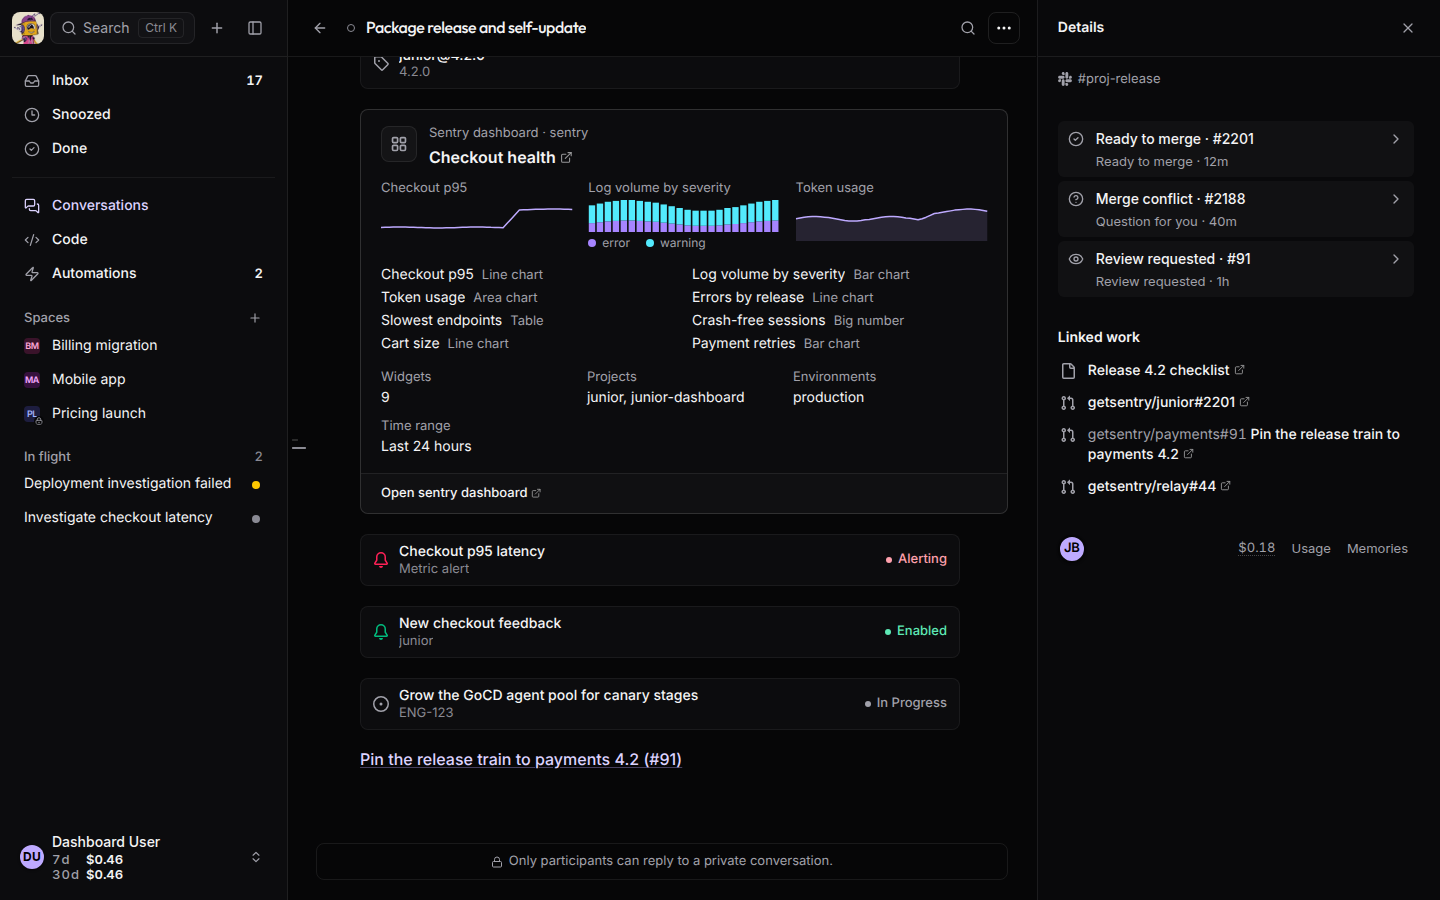 Search Ctrl K
Inbox 17
Snoozed
Done
Conversations
Code
Automations 2
Spaces
BM Billing migration
MA Mobile app
PL Pricing launch
In flight 2
Deployment investigation failed
Investigate checkout latency
DU Dashboard User
7d $0.46
30d $0.46
Package release and self-update
junior@4.2.0
4.2.0
Sentry dashboard · sentry
Checkout health
Checkout p95
Log volume by severity
Token usage
error warning
Checkout p95 Line chart
Log volume by severity Bar chart
Token usage Area chart
Errors by release Line chart
Slowest endpoints Table
Crash-free sessions Big number
Cart size Line chart
Payment retries Bar chart
Widgets
9
Projects
junior, junior-dashboard
Environments
production
Time range
Last 24 hours
Open sentry dashboard
Checkout p95 latency
Metric alert
Alerting
New checkout feedback
junior
Enabled
Grow the GoCD agent pool for canary stages
ENG-123
In Progress
Pin the release train to payments 4.2 (#91)
Only participants can reply to a private conversation.
Details
#proj-release
Ready to merge · #2201
Ready to merge · 12m
Merge conflict · #2188
Question for you · 40m
Review requested · #91
Review requested · 1h
Linked work
Release 4.2 checklist
getsentry/junior#2201
getsentry/payments#91 Pin the release train to
payments 4.2
getsentry/relay#44
JB $0.18 Usage Memories